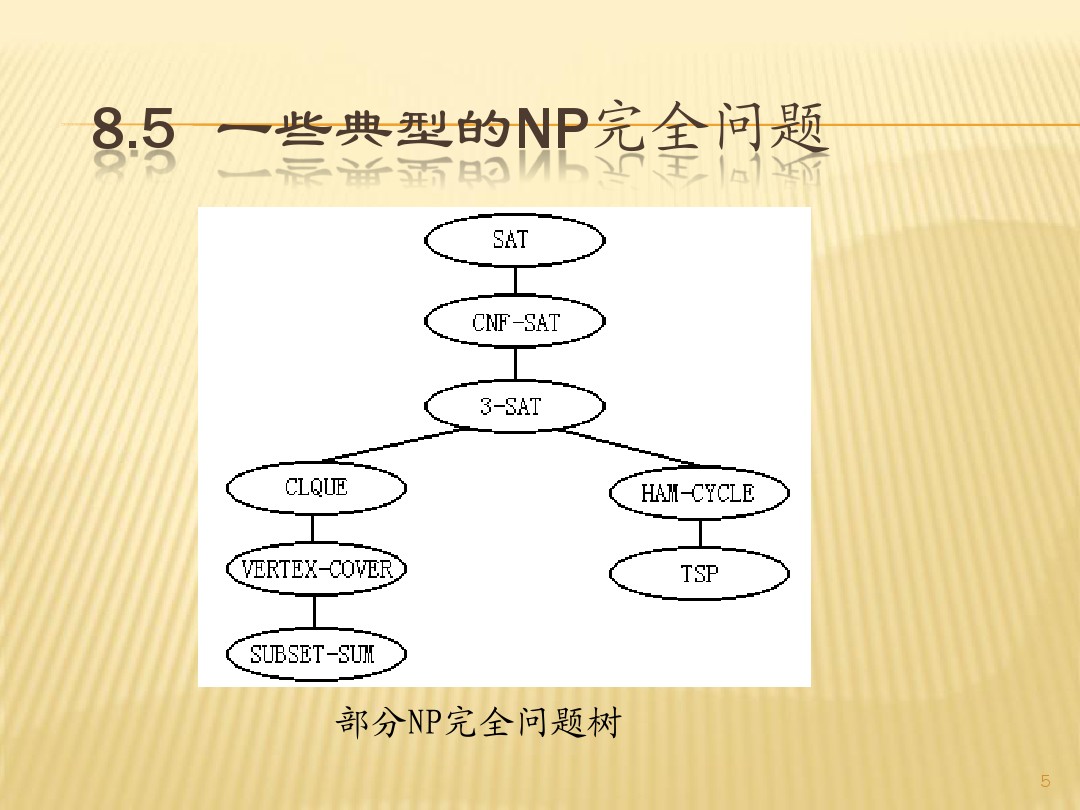 8.5 一些典型的NP完全问题
SAT
CNF-SAT
3-SAT
CLQUE
HAM-CYCLE
VERTEX-COVER
TSP
SUBSET-SUM
部分NP完全问题树
5